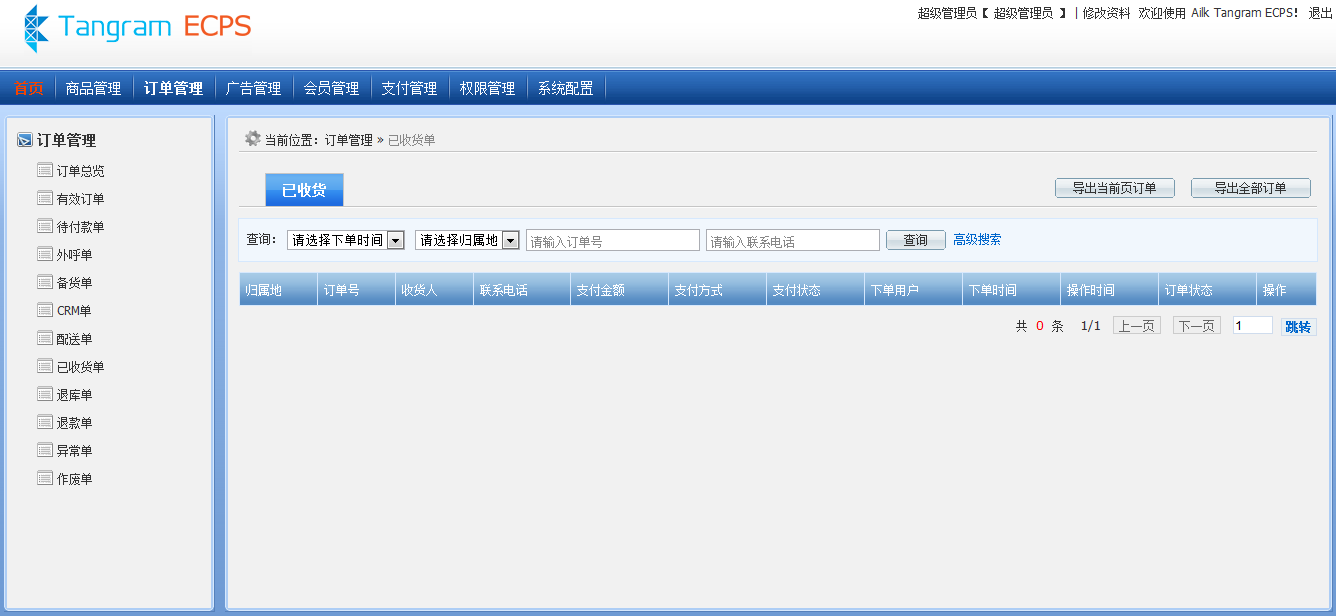 Tangram ECPS
超级管理员【 超级管理员 】 | 修改资料 欢迎使用 Ailk Tangram ECPS! 退出
首页 商品管理 订单管理 广告管理 会员管理 支付管理 权限管理 系统配置
订单管理
订单总览
有效订单
待付款单
外呼单
备货单
CRM单
配送单
已收货单
退库单
退款单
异常单
作废单
当前位置：订单管理 » 已收货单
已收货 导出当前页订单 导出全部订单
查询： 请选择下单时间 请选择归属地 请输入订单号 请输入联系电话 查询 高级搜索
归属地 订单号 收货人 联系电话 支付金额 支付方式 支付状态 下单用户 下单时间 操作时间 订单状态 操作
共 0 条 1/1 上一页 下一页 1 跳转